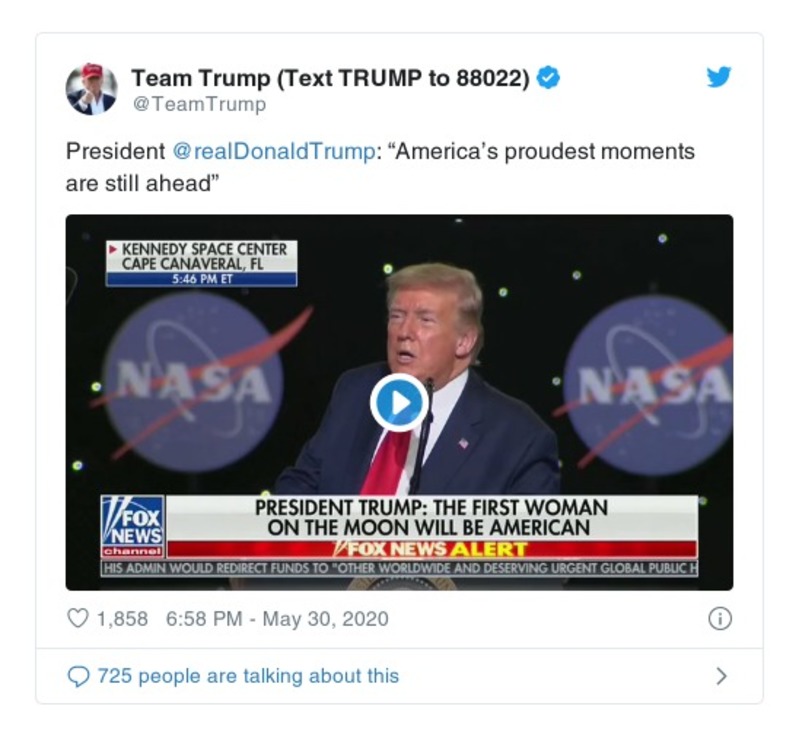 Team Trump (Text TRUMP to 88022)
@TeamTrump
President @realDonaldTrump: “America’s proudest moments
are still ahead”
KENNEDY SPACE CENTER
CAPE CANAVERAL, FL
5:46 PM ET
NASA
NASA
FOX
NEWS
channel
PRESIDENT TRUMP: THE FIRST WOMAN
ON THE MOON WILL BE AMERICAN
FOX NEWS ALERT
HIS ADMIN WOULD REDIRECT FUNDS TO "OTHER WORLDWIDE AND DESERVING URGENT GLOBAL PUBLIC H
1,858 6:58 PM - May 30, 2020
725 people are talking about this